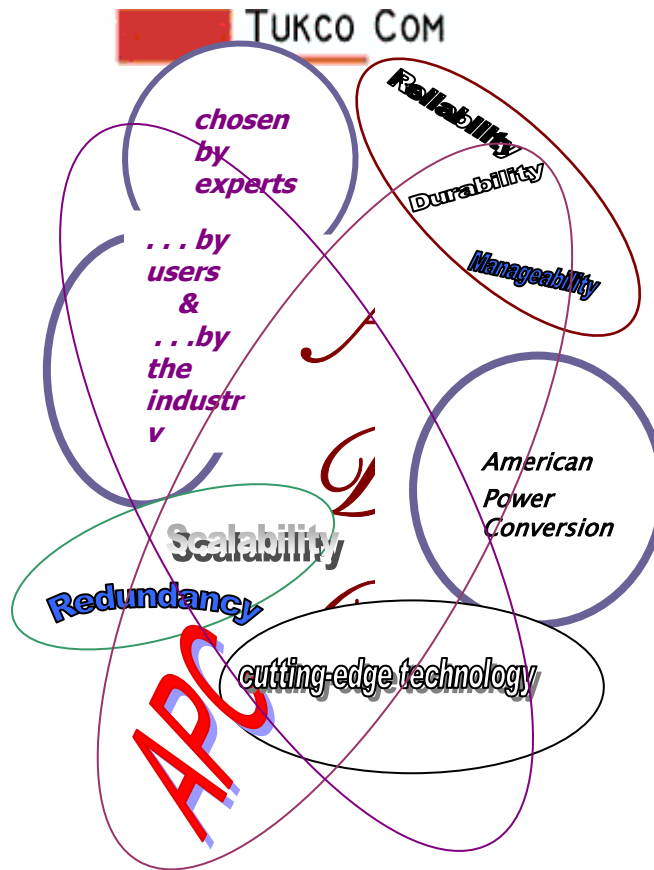 TUKCO COM
chosen
by
experts
Reliability
Durability
Manageability
. . . by
users
&
. . .by
the
industr
American
Power
Conversion
Scalability
Redundancy
cutting-edge technology
APC